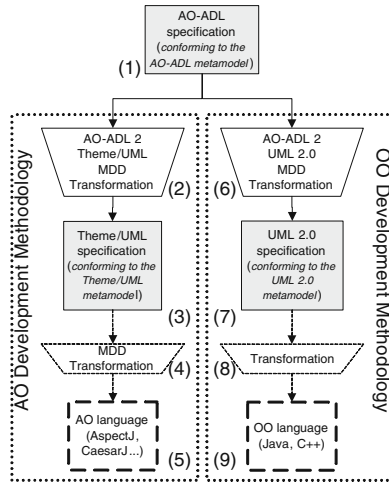 AO-ADL
specification
(conforming to the
AO-ADL metamodel)
(1)
AO Development Methodology
AO-ADL 2
Theme/UML
MDD
Transformation
(2)
Theme/UML
specification
(conforming to the
Theme/UML
metamodel)
(3)
MDD
Transformation
(4)
AO language
(AspectJ,
CaesarJ...)
(5)
AO-ADL 2
UML 2.0
MDD
Transformation
(6)
UML 2.0
specification
(conforming to the
UML 2.0
metamodel)
(7)
Transformation
(8)
OO language
(Java, C++)
(9)
OO Development Methodology